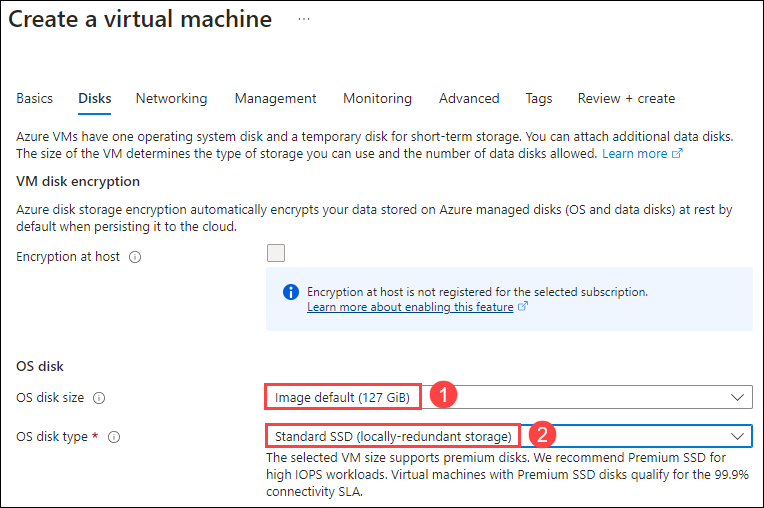 Create a virtual machine ...
Basics Disks Networking Management Monitoring Advanced Tags Review + create
Azure VMs have one operating system disk and a temporary disk for short-term storage. You can attach additional data disks.
The size of the VM determines the type of storage you can use and the number of data disks allowed. Learn more
VM disk encryption
Azure disk storage encryption automatically encrypts your data stored on Azure managed disks (OS and data disks) at rest by
default when persisting it to the cloud.
Encryption at host
Encryption at host is not registered for the selected subscription.
Learn more about enabling this feature
OS disk
OS disk size Image default (127 GiB) 1
OS disk type * Standard SSD (locally-redundant storage) 2
The selected VM size supports premium disks. We recommend Premium SSD for
high IOPS workloads. Virtual machines with Premium SSD disks qualify for the 99.9%
connectivity SLA.